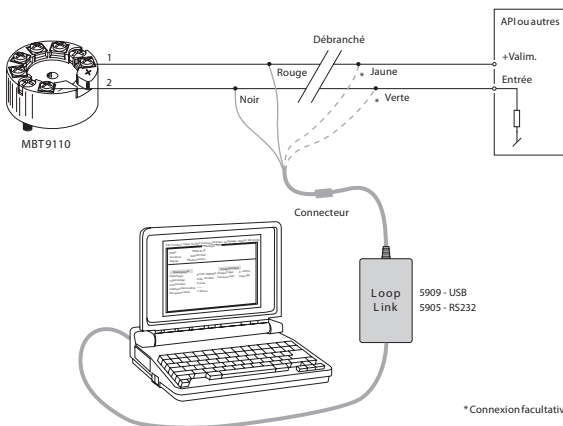 API ou autres
Débranché
1
+Valim.
Rouge
* Jaune
2
Entrée
Noir
* Verte
MBT9110
Connecteur
Loop
Link
5909 - USB
5905 - RS232
* Connexion facultativ